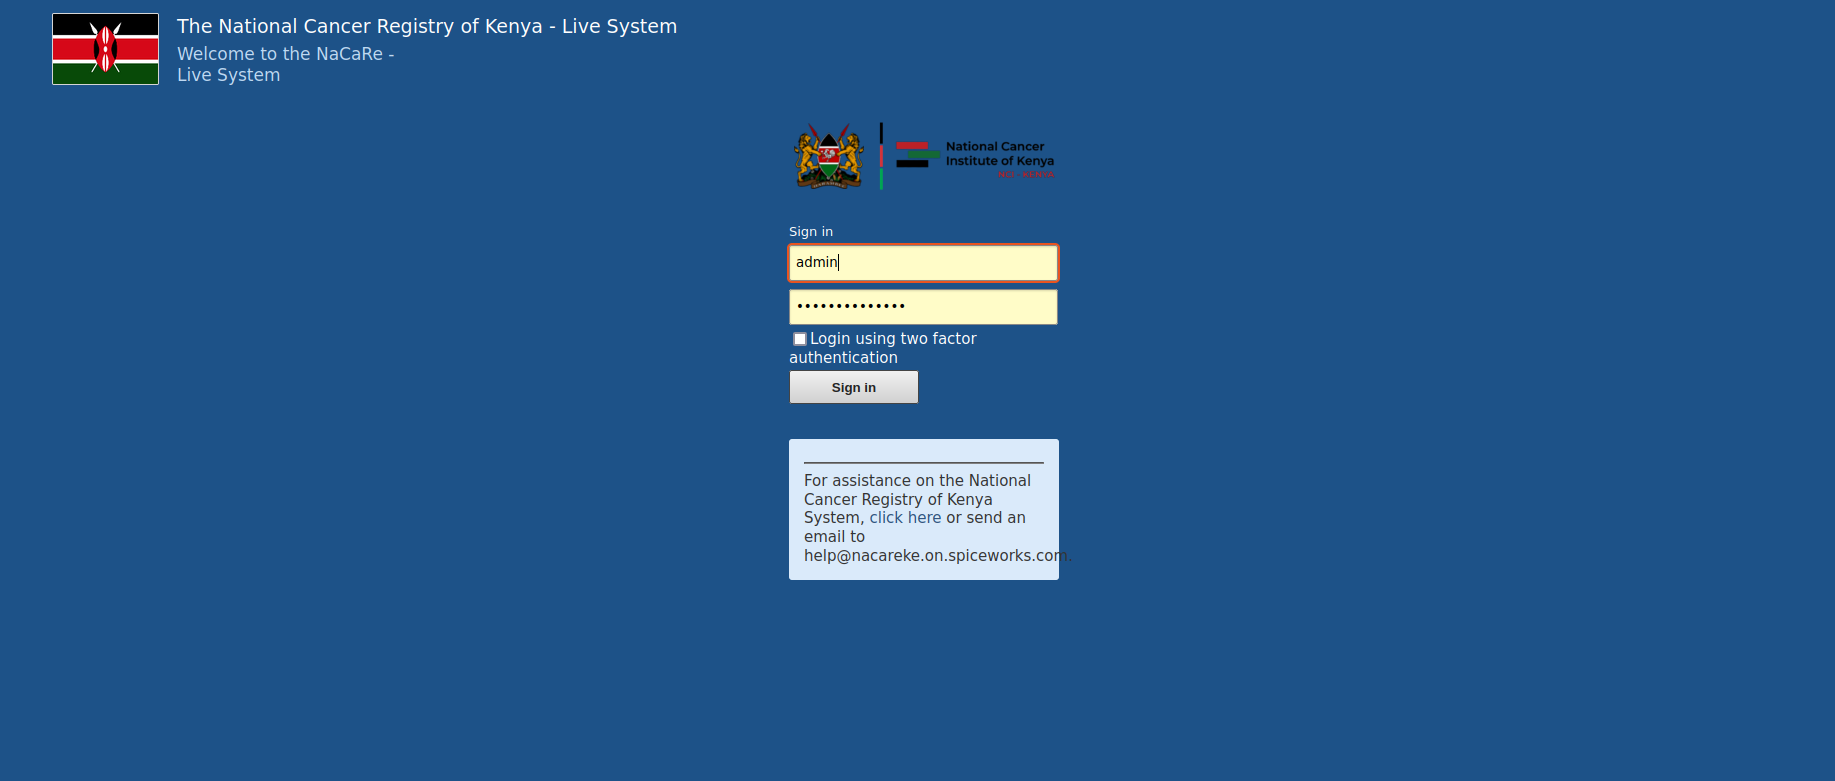 The National Cancer Registry of Kenya - Live System
Welcome to the NaCaRe -
Live System
National Cancer
Institute of Kenya
Sign in
admin
••••••••••••••
Login using two factor
authentication
Sign in
For assistance on the National
Cancer Registry of Kenya
System, click here or send an
email to
help@nacareke.on.spiceworks.com.